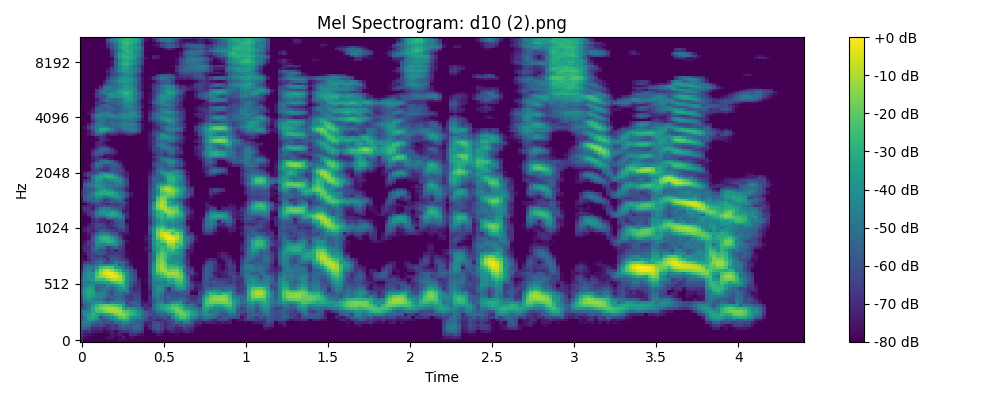 Mel Spectrogram: d10 (2).png
8192
4096
2048
1024
512
0
Hz
0 0.5 1 1.5 2 2.5 3 3.5 4
Time
+0 dB
-10 dB
-20 dB
-30 dB
-40 dB
-50 dB
-60 dB
-70 dB
-80 dB